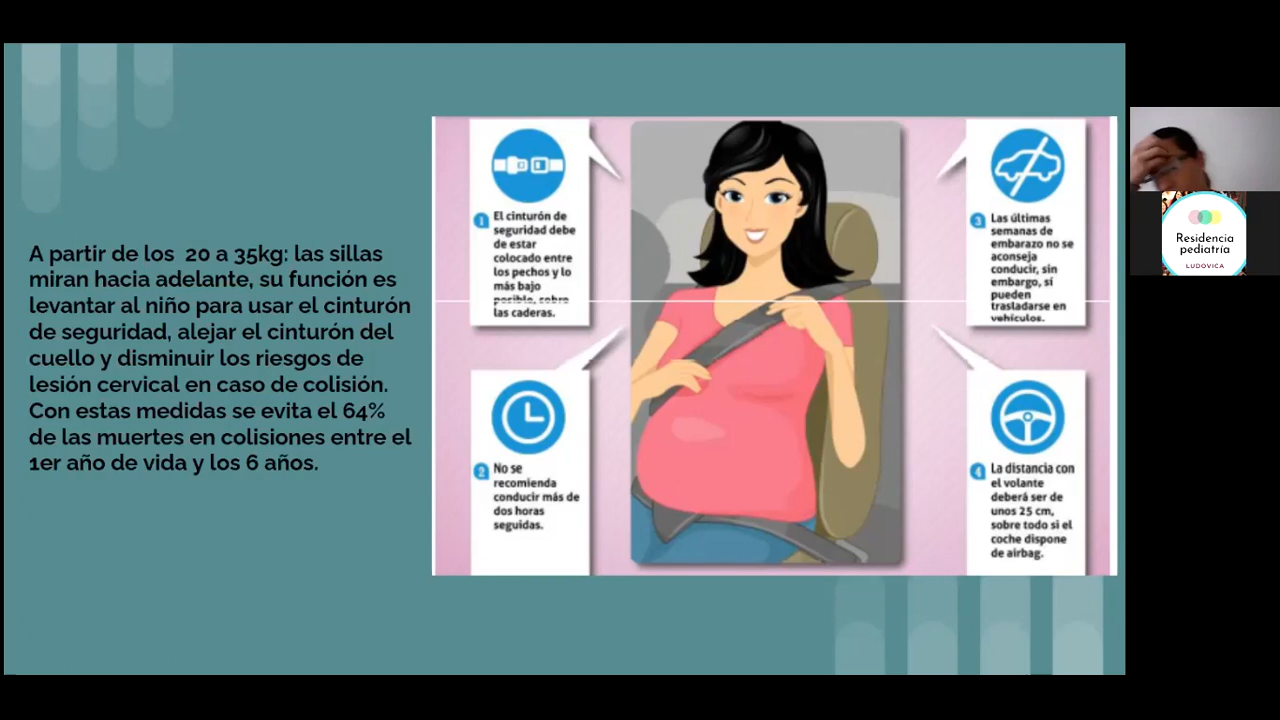 A partir de los  20 a 35kg: las sillas
miran hacia adelante, su función es
levantar al niño para usar el cinturón
de seguridad, alejar el cinturón del
cuello y disminuir los riesgos de
lesión cervical en caso de colisión.
Con estas medidas se evita el 64%
de las muertes en colisiones entre el
1er año de vida y los 6 años.
1 El cinturón de
seguridad debe
de estar
colocado entre
los pechos y lo
más bajo
posible, sobre
las caderas.
2 No se
recomienda
conducir más de
dos horas
seguidas.
3 Las últimas
semanas de
embarazo no se
aconseja
conducir, sin
embargo, sí
pueden
trasladarse en
vehículos.
4 La distancia con
el volante
deberá ser de
unos 25 cm,
sobre todo si el
coche dispone
de airbag.
Residencia
pediatría
LUDOVICA